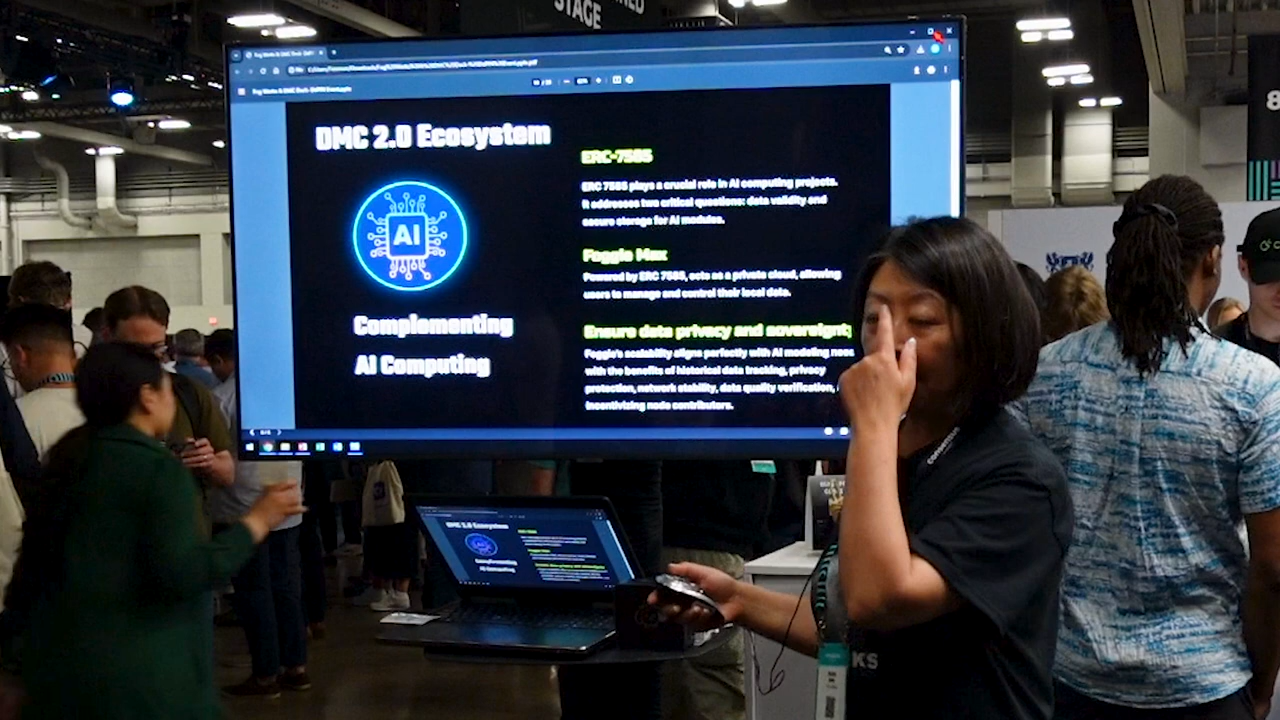 STAGE
DMC 2.0 Ecosystem
AI
Complementing
AI Computing
ERC-7585
ERC 7585 plays a crucial role in AI computing projects.
It addresses two critical questions: data validity and
secure storage for AI modules.
Foggie Max
Powered by ERC 7585, acts as a private cloud, allowing
users to manage and control their local data.
Ensure data privacy and sovereignty
Foggie's scalability aligns perfectly with AI modeling
with the benefits of historical data tracking, privacy
protection, network stability, data quality verification,
incentivizing node contributors.
8
DMC 2.0 Ecosystem
Complementing
AI Computing
KS